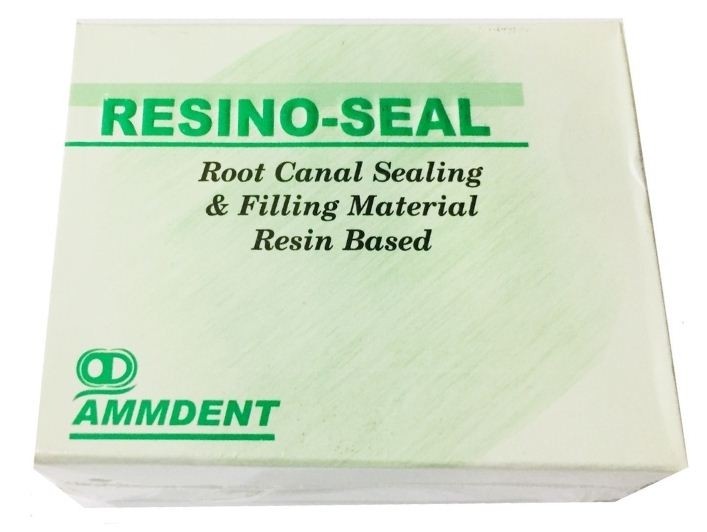 RESINO-SEAL
Root Canal Sealing
& Filling Material
Resin Based
AMMDENT